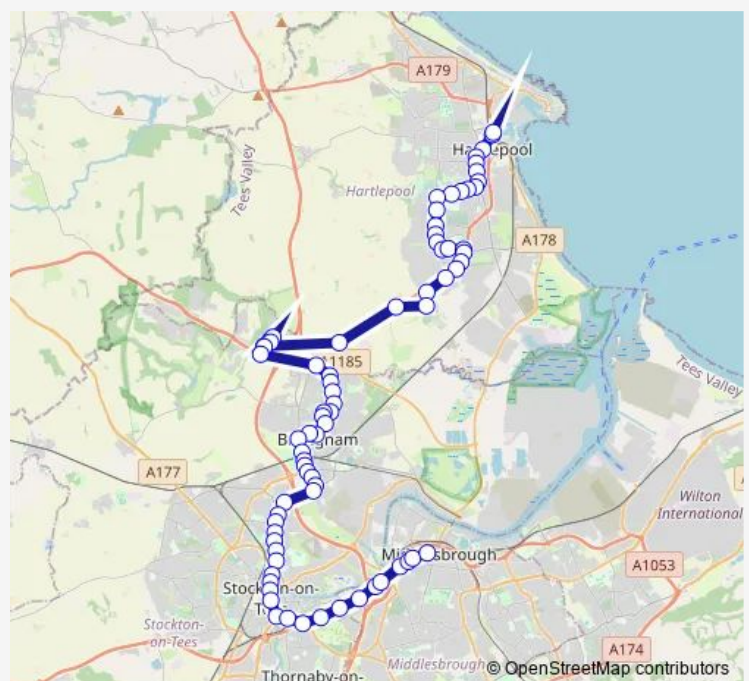 A179
Hartlepool
Tees Valley
Hartlepool
A178
A1185
Tees Valley
Billingham
A177
Wilton
International
Middlesbrough
A1053
Stockton-on-
Tees
Stockton-
on-Tees
A174
Middlesbrough
Thornaby-on-
© OpenStreetMap contributors